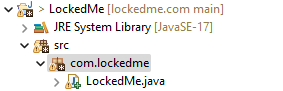 > LockedMe [lockedme.com main]
> JRE System Library [JavaSE-17]
src
com.lockedme
> LockedMe.java